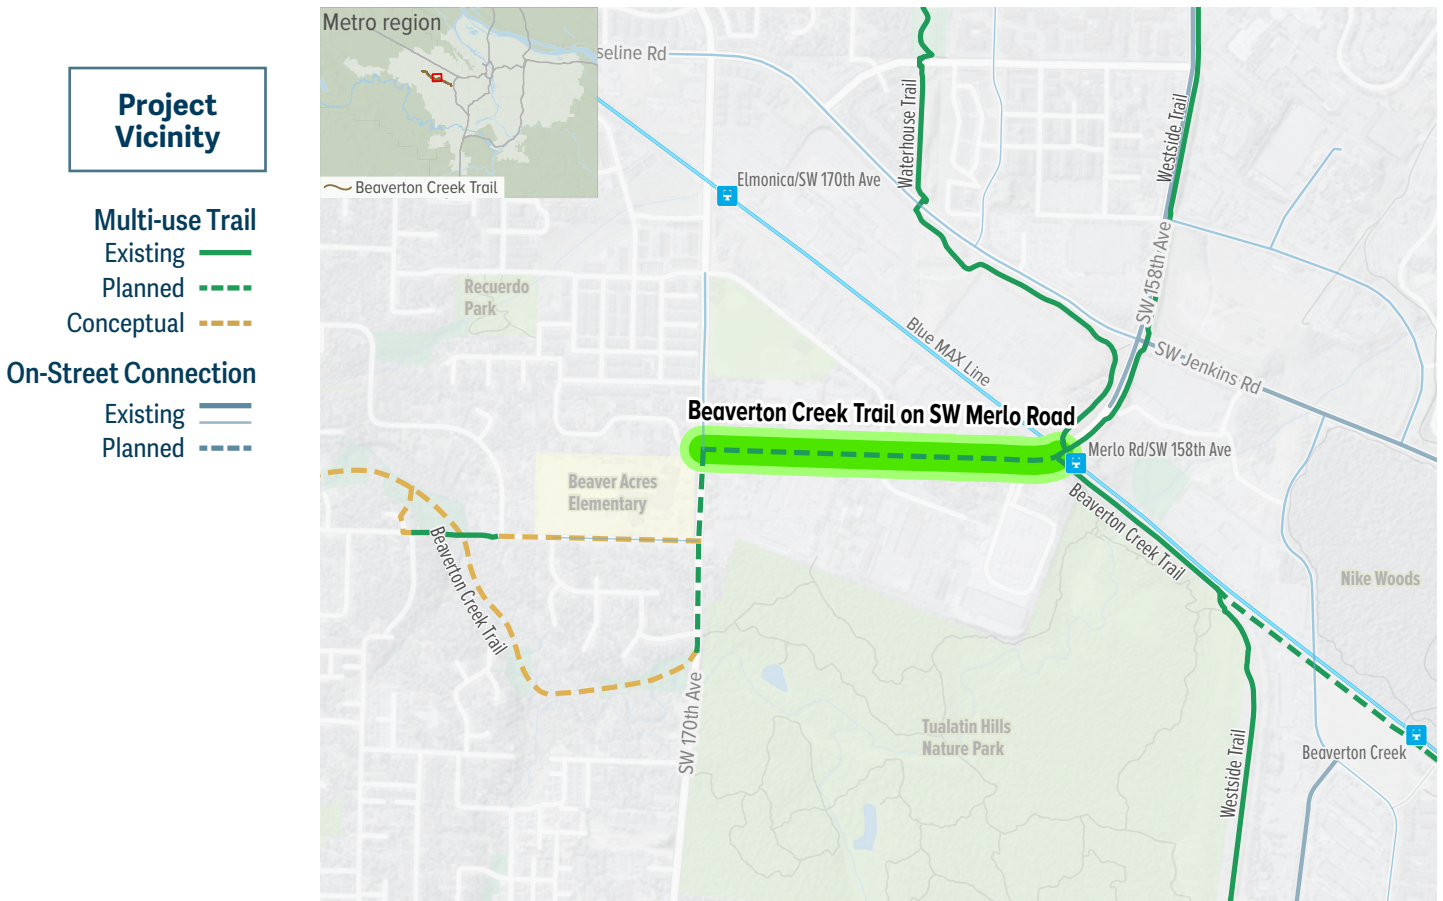 Project
Vicinity
Multi-use Trail
Existing
Planned
Conceptual
On-Street Connection
Existing
Planned
Metro region
Beaverton Creek Trail
seline Rd
Elmonica/SW 170th Ave
Waterhouse Trail
Westside Trail
SW 158th Ave
Recuerdo
Park
Blue MAX Line
SW Jenkins Rd
Beaverton Creek Trail on SW Merlo Road
Merlo Rd/SW 158th Ave
Beaver Acres
Elementary
Beaverton Creek Trail
Beaverton Creek Trail
Nike Woods
SW 170th Ave
Tualatin Hills
Nature Park
Westside Trail
Beaverton Creek